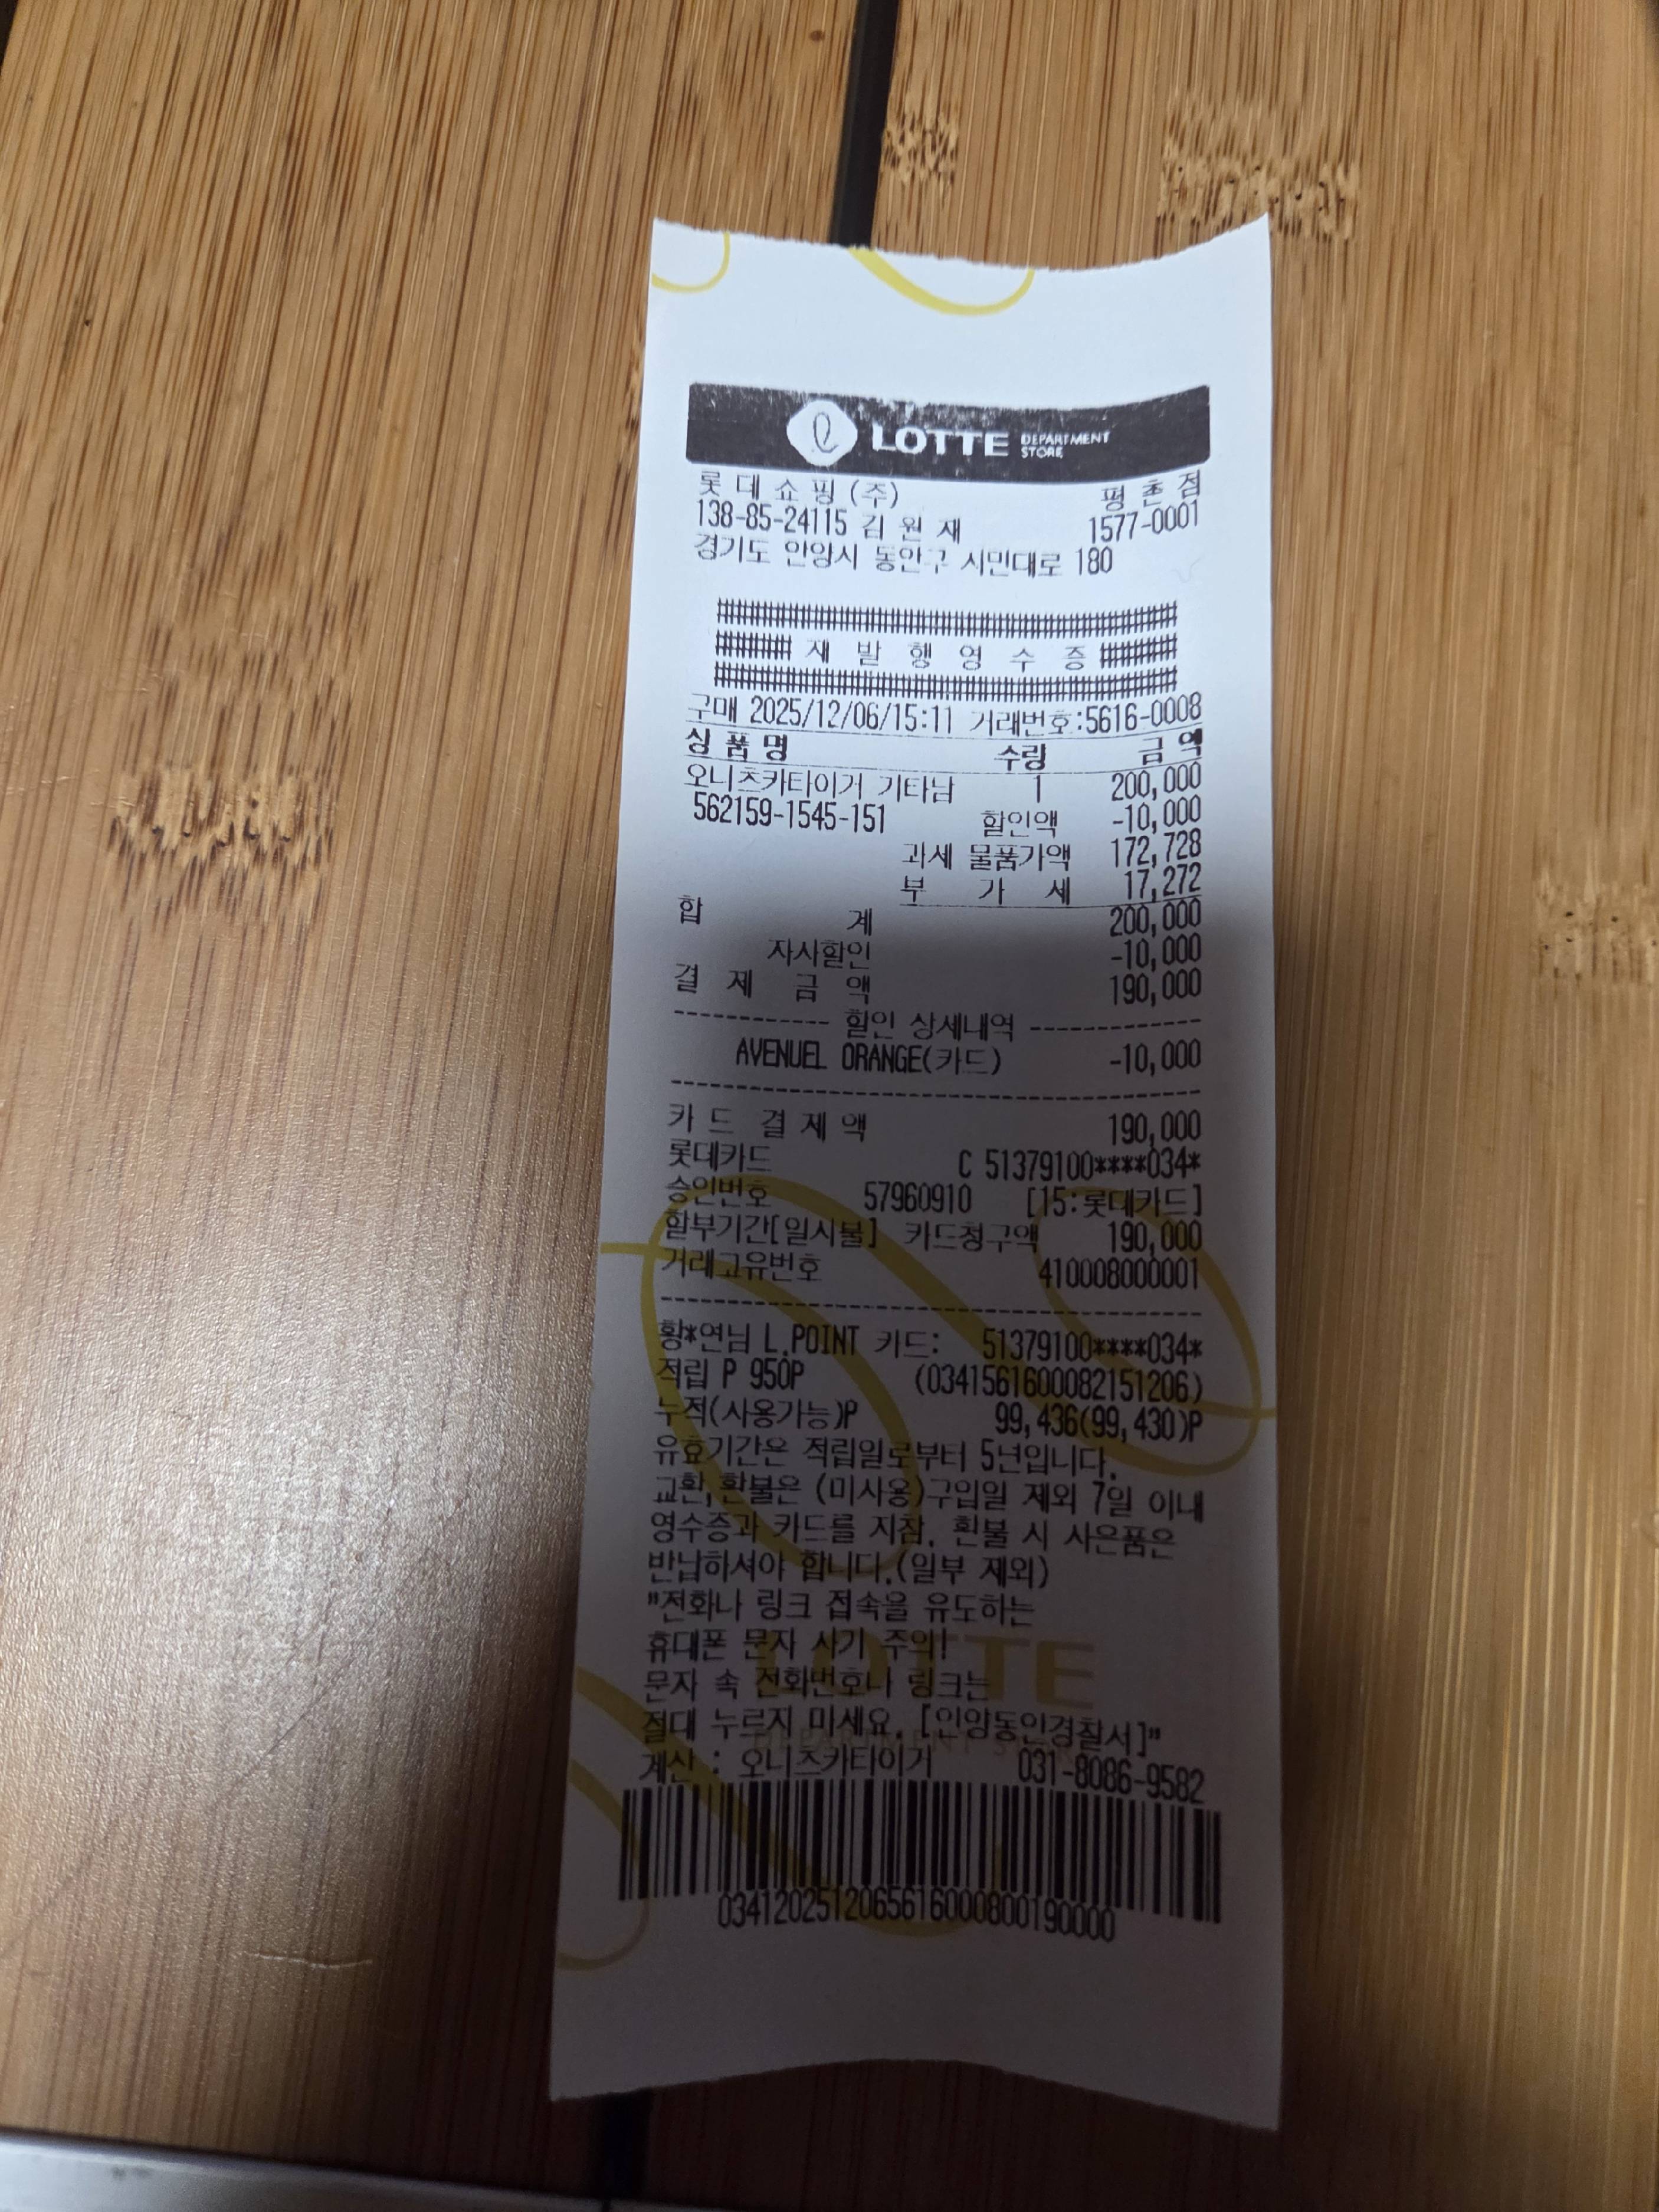 LOTTE DEPARTMENT STORE
롯데쇼핑(주) 평촌점
138-85-24115 김원재 1577-0001
경기도 안양시 동안구 시민대로 180
재발행영수증
구매 2025/12/06/15:11 거래번호:5616-0008
상품명 수량 금액
오니츠카타이거 기타남 1 200,000
562159-1545-151 할인액 -10,000
과세 물품가액 172,728
부가세 17,272
합계 200,000
자사할인 -10,000
결제금액 190,000
------------ 할인 상세내역 -------------
AVENUEL ORANGE(카드) -10,000
카드결제액 190,000
롯데카드 C 51379100****034*
승인번호 57960910 [15:롯데카드]
할부기간[일시불] 카드청구액 190,000
거래고유번호 410008000001
황*연님 L.POINT 카드: 51379100****034*
적립 P 950P (0341561600082151206)
누적(사용가능)P 99,436(99,430)P
유효기간은 적립일로부터 5년입니다.
교환,환불은 (미사용)구입일 제외 7일 이내
영수증과 카드를 지참. 환불 시 사은품은
반납하셔야 합니다.(일부 제외)
"전화나 링크 접속을 유도하는
휴대폰 문자 사기 주의!
문자 속 전화번호나 링크는
절대 누르지 마세요. [안양동안경찰서]"
계산 : 오니츠카타이거 031-8086-9582
0341202512065616000800190000